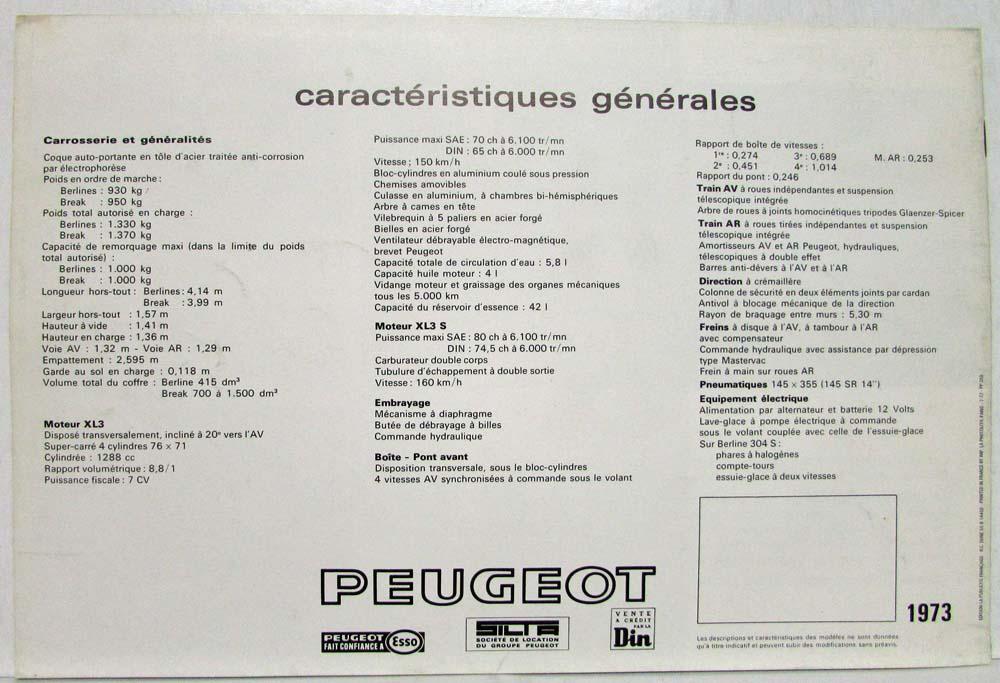 caractéristiques générales
Carrosserie et généralités
Coque auto-portante en tôle d'acier traitée anti-corrosion
par électrophorèse
Poids en ordre de marche :
Berlines : 930 kg
Break : 950 kg
Poids total autorisé en charge :
Berlines : 1.330 kg
Break : 1.370 kg
Capacité de remorquage maxi (dans la limite du poids
total autorisé) :
Berlines : 1.000 kg
Break : 1.000 kg
Longueur hors-tout : Berlines : 4,14 m
Break : 3,99 m
Largeur hors-tout : 1,57 m
Hauteur à vide : 1,41 m
Hauteur en charge : 1,36 m
Voie AV : 1,32 m - Voie AR : 1,29 m
Empattement : 2,595 m
Garde au sol en charge : 0,118 m
Volume total du coffre : Berline 415 dm³
Break 700 à 1.500 dm³
Moteur XL3
Disposé transversalement, incliné à 20° vers l'AV
Super-carré 4 cylindres 76 x 71
Cylindrée : 1288 cc
Rapport volumétrique : 8,8/1
Puissance fiscale : 7 CV
Puissance maxi SAE : 70 ch à 6.100 tr/mn
DIN : 65 ch à 6.000 tr/mn
Vitesse ; 150 km/h
Bloc-cylindres en aluminium coulé sous pression
Chemises amovibles
Culasse en aluminium, à chambres bi-hémisphériques
Arbre à cames en tête
Vilebrequin à 5 paliers en acier forgé
Bielles en acier forgé
Ventilateur débrayable électro-magnétique,
brevet Peugeot
Capacité totale de circulation d'eau : 5,8 l
Capacité huile moteur : 4 l
Vidange moteur et graissage des organes mécaniques
tous les 5.000 km
Capacité du réservoir d'essence : 42 l
Moteur XL3 S
Puissance maxi SAE : 80 ch à 6.100 tr/mn
DIN : 74,5 ch à 6.000 tr/mn
Carburateur double corps
Tubulure d'échappement à double sortie
Vitesse : 160 km/h
Embrayage
Mécanisme à diaphragme
Butée de débrayage à billes
Commande hydraulique
Boîte - Pont avant
Disposition transversale, sous le bloc-cylindres
4 vitesses AV synchronisées à commande sous le volant
Rapport de boîte de vitesses :
1re : 0,274 3e : 0,689 M. AR : 0,253
2e : 0,451 4e : 1,014
Rapport du pont : 0,246
Train AV à roues indépendantes et suspension
télescopique intégrée
Arbre de roues à joints homocinétiques tripodes Glaenzer-Spicer
Train AR à roues tirées indépendantes et suspension
télescopique intégrée
Amortisseurs AV et AR Peugeot, hydrauliques,
télescopiques à double effet
Barres anti-dévers à l'AV et à l'AR
Direction à crémaillère
Colonne de sécurité en deux éléments joints par cardan
Antivol à blocage mécanique de la direction
Rayon de braquage entre murs : 5,30 m
Freins à disque à l'AV, à tambour à l'AR
avec compensateur
Commande hydraulique avec assistance par dépression
type Mastervac
Frein à main sur roues AR
Pneumatiques 145 x 355 (145 SR 14")
Equipement électrique
Alimentation par alternateur et batterie 12 Volts
Lave-glace à pompe électrique à commande
sous le volant couplée avec celle de l'essuie-glace
Sur Berline 304 S :
phares à halogènes
compte-tours
essuie-glace à deux vitesses
PEUGEOT
PEUGEOT
FAIT CONFIANCE A Esso
SILTA
SOCIÉTÉ DE LOCATION
DU GROUPE PEUGEOT
VENTE
A CRÉDIT
PAR LA
Din
1973
Les descriptions et caractéristiques des modèles ne sont données
qu'à titre indicatif et peuvent subir des modifications sans préavis.